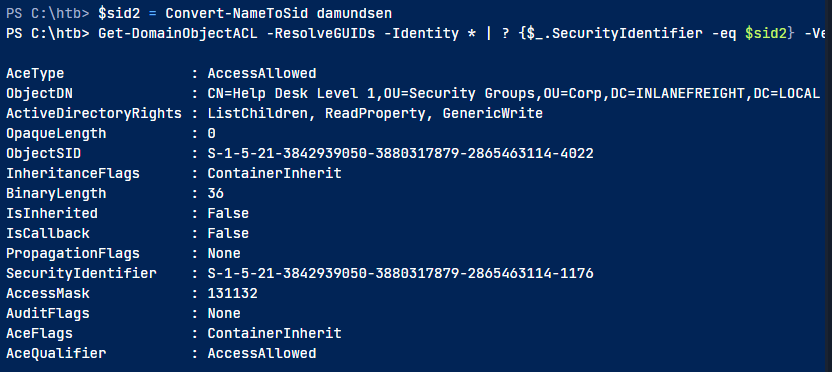 PS C:\htb> $sid2 = Convert-NameToSid damundsen
PS C:\htb> Get-DomainObjectACL -ResolveGUIDs -Identity * | ? {$_.SecurityIdentifier -eq $sid2} -Ve
AceType : AccessAllowed
ObjectDN : CN=Help Desk Level 1,OU=Security Groups,OU=Corp,DC=INLANEFREIGHT,DC=LOCAL
ActiveDirectoryRights : ListChildren, ReadProperty, GenericWrite
OpaqueLength : 0
ObjectSID : S-1-5-21-3842939050-3880317879-2865463114-4022
InheritanceFlags : ContainerInherit
BinaryLength : 36
IsInherited : False
IsCallback : False
PropagationFlags : None
SecurityIdentifier : S-1-5-21-3842939050-3880317879-2865463114-1176
AccessMask : 131132
AuditFlags : None
AceFlags : ContainerInherit
AceQualifier : AccessAllowed